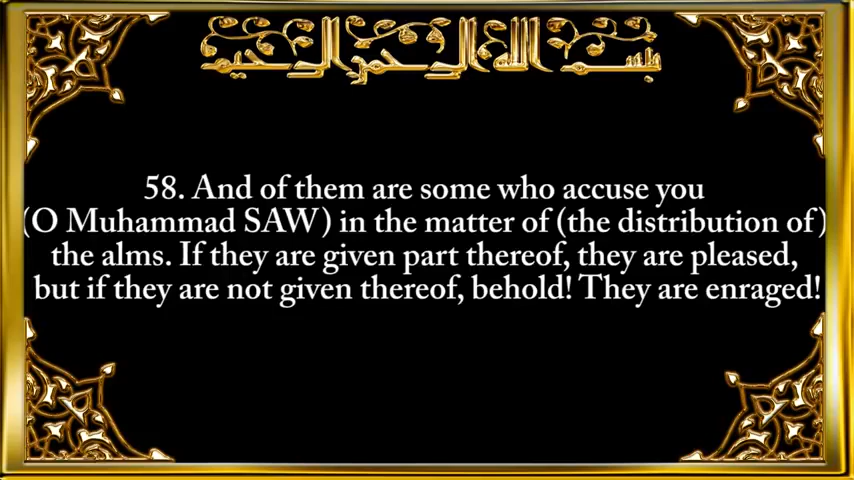 بسم الله الرحمن الرحيم
58. And of them are some who accuse you
(O Muhammad SAW) in the matter of (the distribution of)
the alms. If they are given part thereof, they are pleased,
but if they are not given thereof, behold! They are enraged!